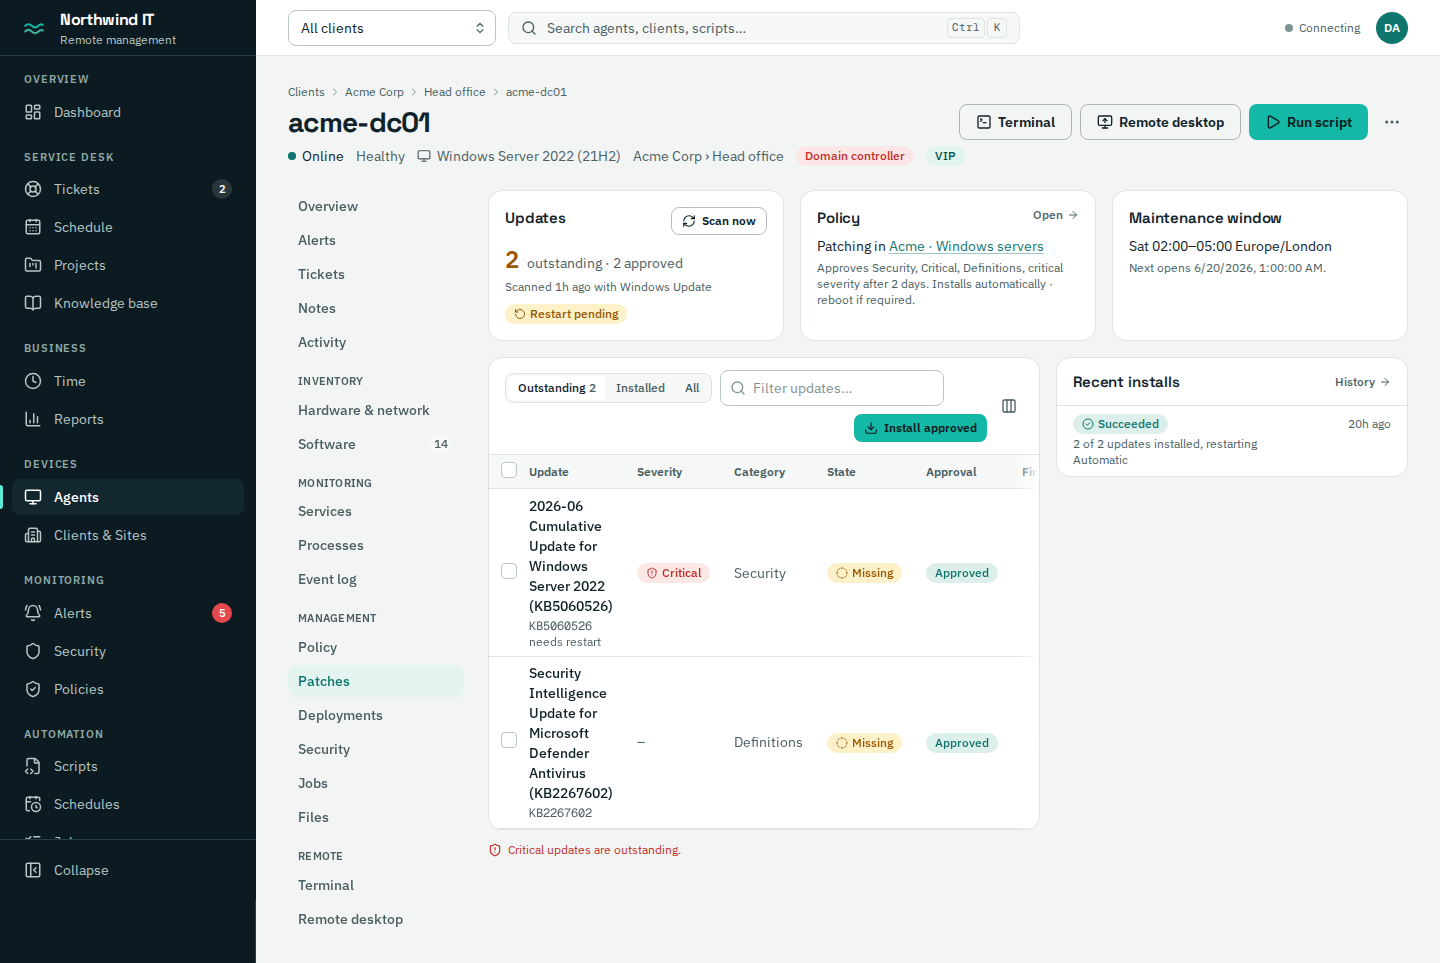 Northwind IT
Remote management
OVERVIEW
Dashboard
SERVICE DESK
Tickets 2
Schedule
Projects
Knowledge base
BUSINESS
Time
Reports
DEVICES
Agents
Clients & Sites
MONITORING
Alerts 5
Security
Policies
AUTOMATION
Scripts
Schedules
Collapse
All clients
Search agents, clients, scripts... Ctrl K
Connecting DA
Clients > Acme Corp > Head office > acme-dc01
acme-dc01
Terminal
Remote desktop
Run script
Online Healthy Windows Server 2022 (21H2) Acme Corp › Head office Domain controller VIP
Overview
Alerts
Tickets
Notes
Activity
INVENTORY
Hardware & network
Software 14
MONITORING
Services
Processes
Event log
MANAGEMENT
Policy
Patches
Deployments
Security
Jobs
Files
REMOTE
Terminal
Remote desktop
Updates Scan now
2 outstanding · 2 approved
Scanned 1h ago with Windows Update
Restart pending
Policy Open →
Patching in Acme · Windows servers
Approves Security, Critical, Definitions, critical
severity after 2 days. Installs automatically ·
reboot if required.
Maintenance window
Sat 02:00–05:00 Europe/London
Next opens 6/20/2026, 1:00:00 AM.
Outstanding 2 Installed All
Filter updates...
Install approved
Update Severity Category State Approval
2026-06
Cumulative
Update for
Windows
Server 2022
(KB5060526)
KB5060526
needs restart
Critical Security Missing Approved
Security
Intelligence
Update for
Microsoft
Defender
Antivirus
(KB2267602)
KB2267602
– Definitions Missing Approved
Critical updates are outstanding.
Recent installs History →
Succeeded 20h ago
2 of 2 updates installed, restarting
Automatic